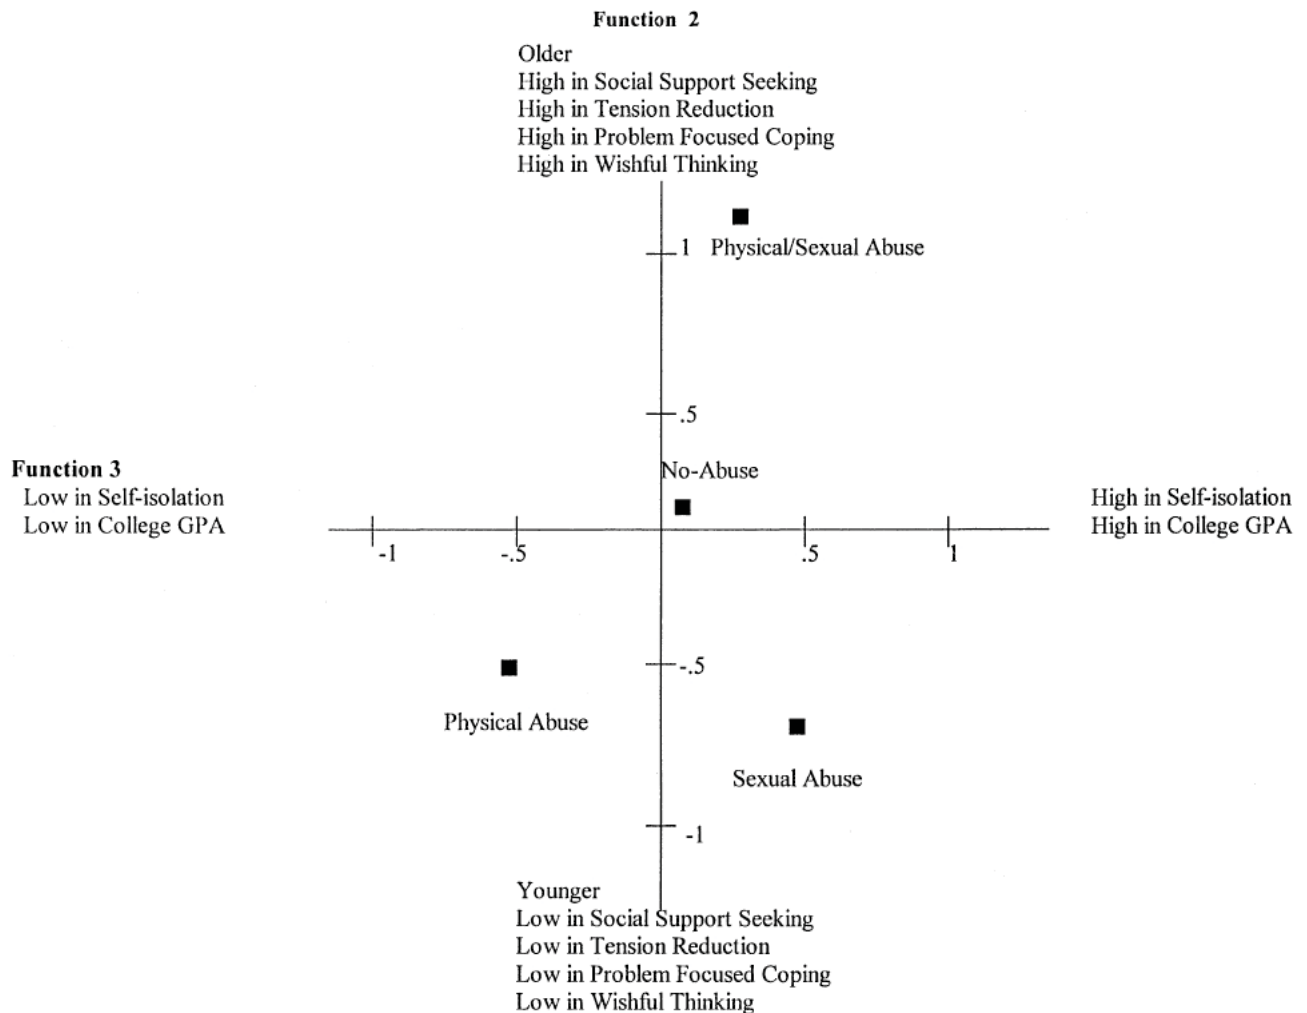 Function 2
Older
High in Social Support Seeking
High in Tension Reduction
High in Problem Focused Coping
High in Wishful Thinking
1 Physical/Sexual Abuse
.5
No-Abuse
Function 3
Low in Self-isolation
Low in College GPA
High in Self-isolation
High in College GPA
-1 -.5 .5 1
-.5
Physical Abuse
Sexual Abuse
-1
Younger
Low in Social Support Seeking
Low in Tension Reduction
Low in Problem Focused Coping
Low in Wishful Thinking